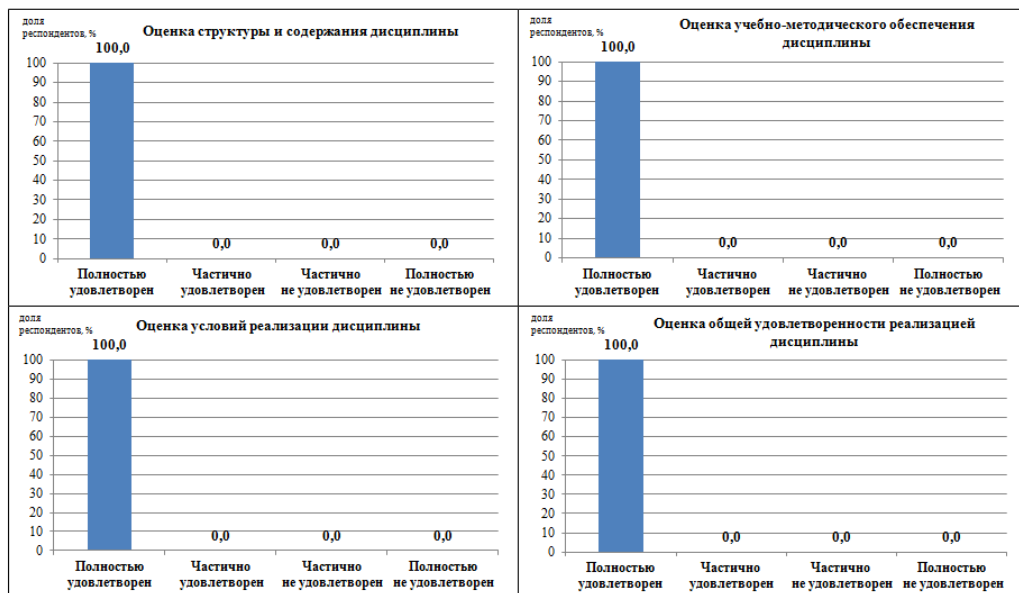 доля
респондентов, %
Оценка структуры и содержания дисциплины
100,0
100
90
80
70
60
50
40
30
20
10
0
0,0 0,0 0,0
Полностью Частично Частично Полностью
удовлетворен удовлетворен не удовлетворен не удовлетворен
доля
респондентов, %
Оценка учебно-методического обеспечения
дисциплины
100,0
100
90
80
70
60
50
40
30
20
10
0
0,0 0,0 0,0
Полностью Частично Частично Полностью
удовлетворен удовлетворен не удовлетворен не удовлетворен
доля
респондентов, %
Оценка условий реализации дисциплины
100,0
100
90
80
70
60
50
40
30
20
10
0
0,0 0,0 0,0
Полностью Частично Частично Полностью
удовлетворен удовлетворен не удовлетворен не удовлетворен
доля
респондентов, %
Оценка общей удовлетворенности реализацией
дисциплины
100,0
100
90
80
70
60
50
40
30
20
10
0
0,0 0,0 0,0
Полностью Частично Частично Полностью
удовлетворен удовлетворен не удовлетворен не удовлетворен